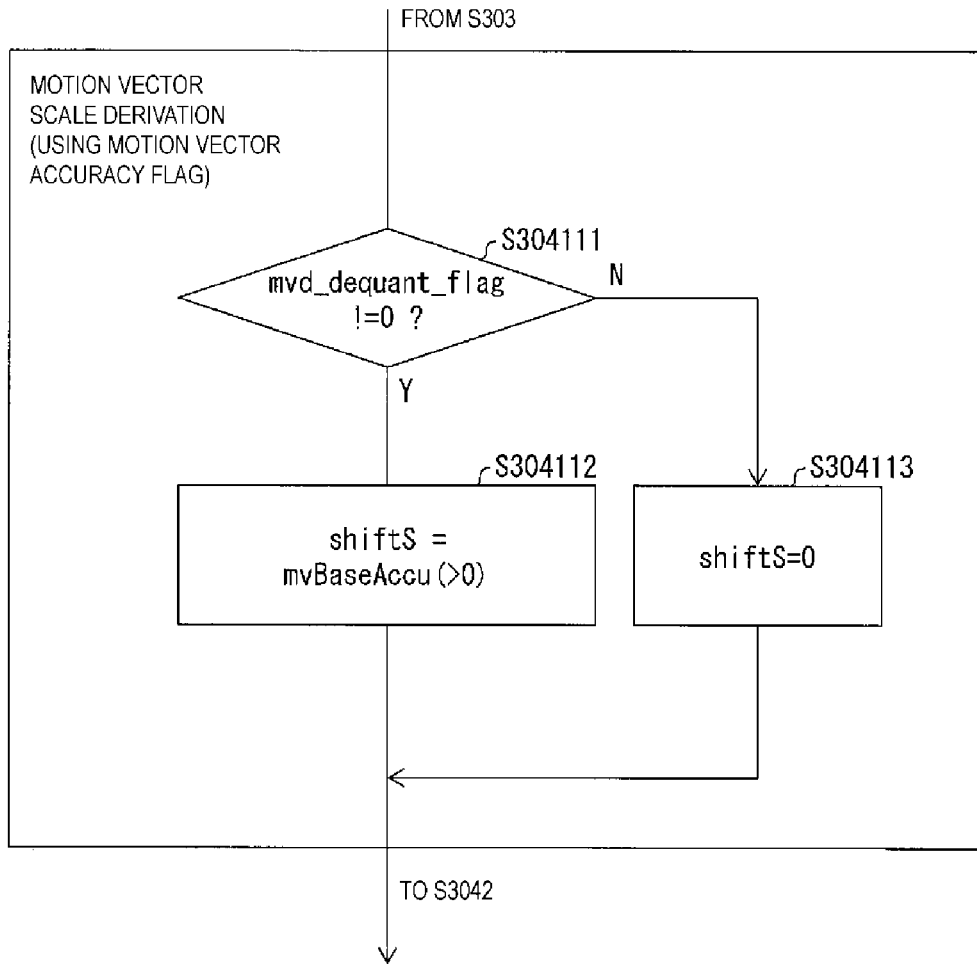 FROM S303
MOTION VECTOR
SCALE DERIVATION
(USING MOTION VECTOR
ACCURACY FLAG)
S304111
mvd_dequant_flag
!=0 ?
N
Y
S304112
shiftS =
mvBaseAccu(>0)
S304113
shiftS=0
TO S3042